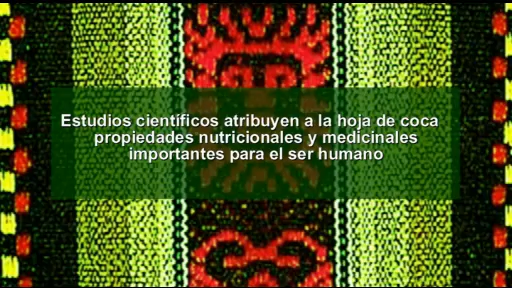 Estudios científicos atribuyen a la hoja de coca
propiedades nutricionales y medicinales
importantes para el ser humano